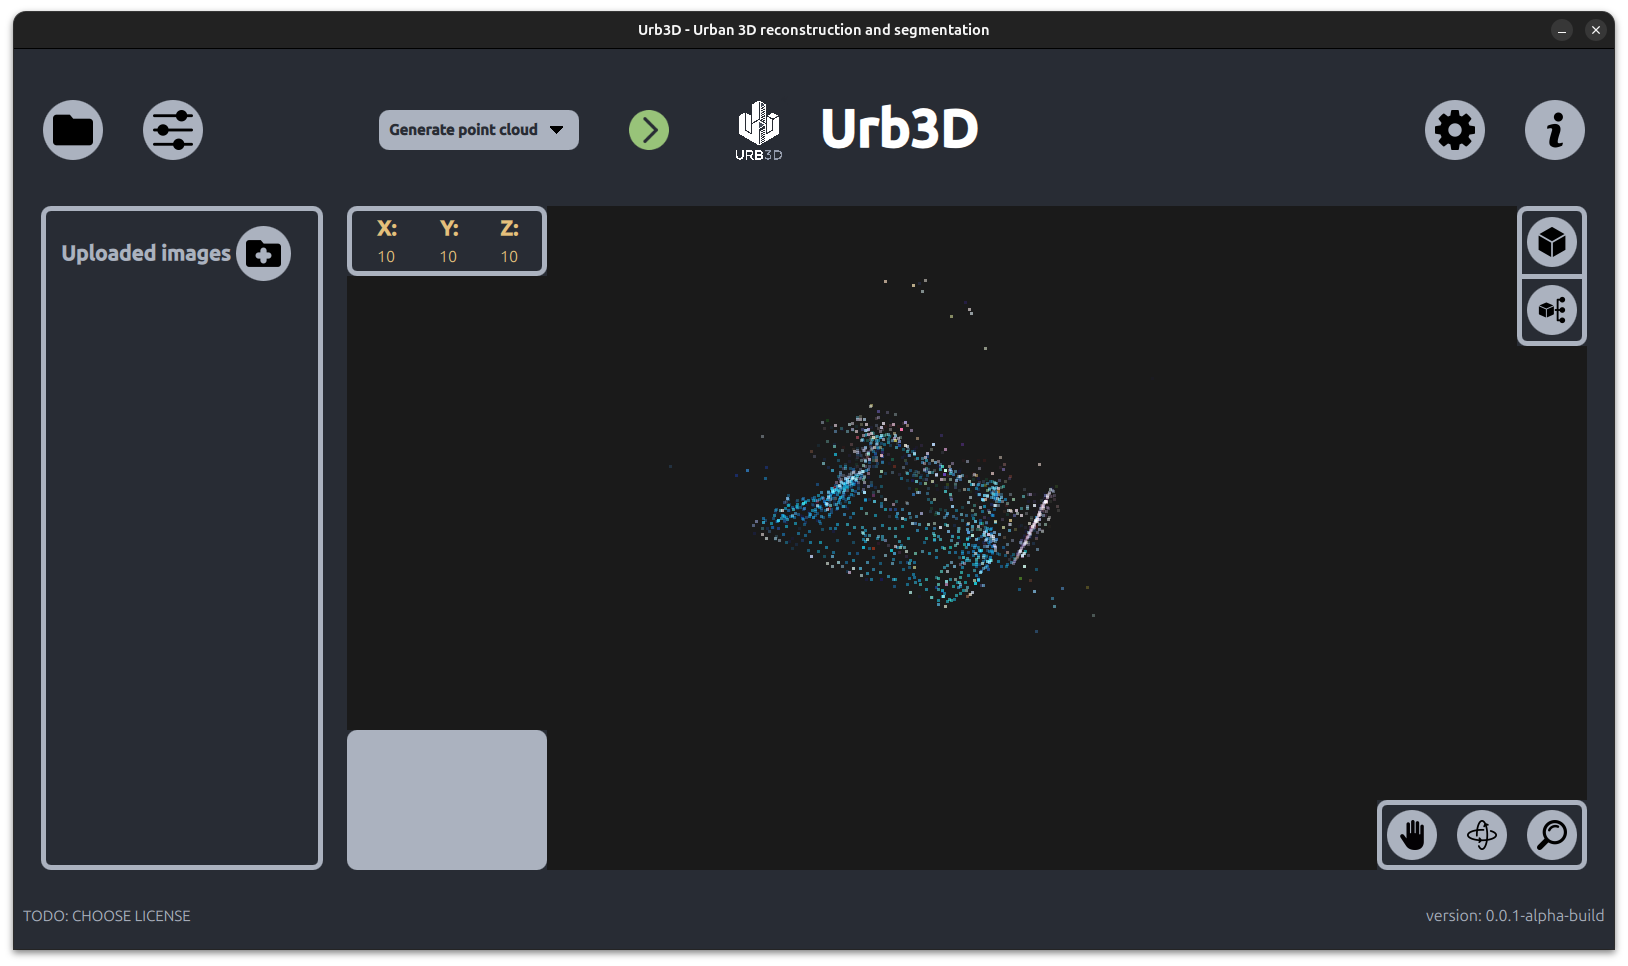 Urb3D - Urban 3D reconstruction and segmentation
Generate point cloud
URB3D
Urb3D
Uploaded images
X: Y: Z:
10 10 10
TODO: CHOOSE LICENSE
version: 0.0.1-alpha-build